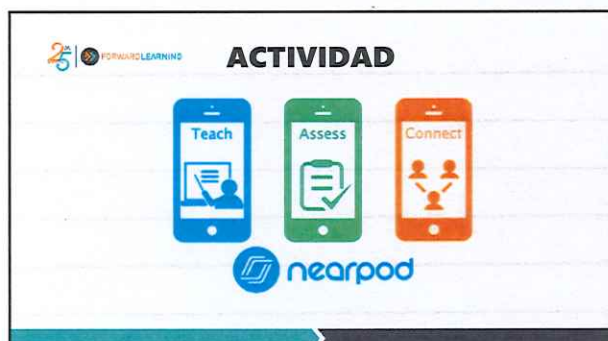 25 FORWARDLEARNING
ACTIVIDAD
Teach
Assess
Connect
nearpod